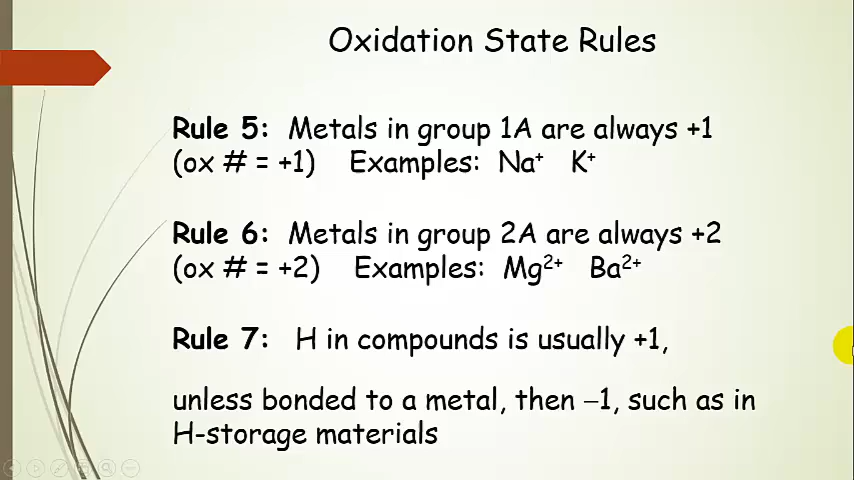 Oxidation State Rules
Rule 5: Metals in group 1A are always +1
(ox # = +1) Examples: Na⁺ K⁺
Rule 6: Metals in group 2A are always +2
(ox # = +2) Examples: Mg²⁺ Ba²⁺
Rule 7: H in compounds is usually +1,
unless bonded to a metal, then −1, such as in
H-storage materials